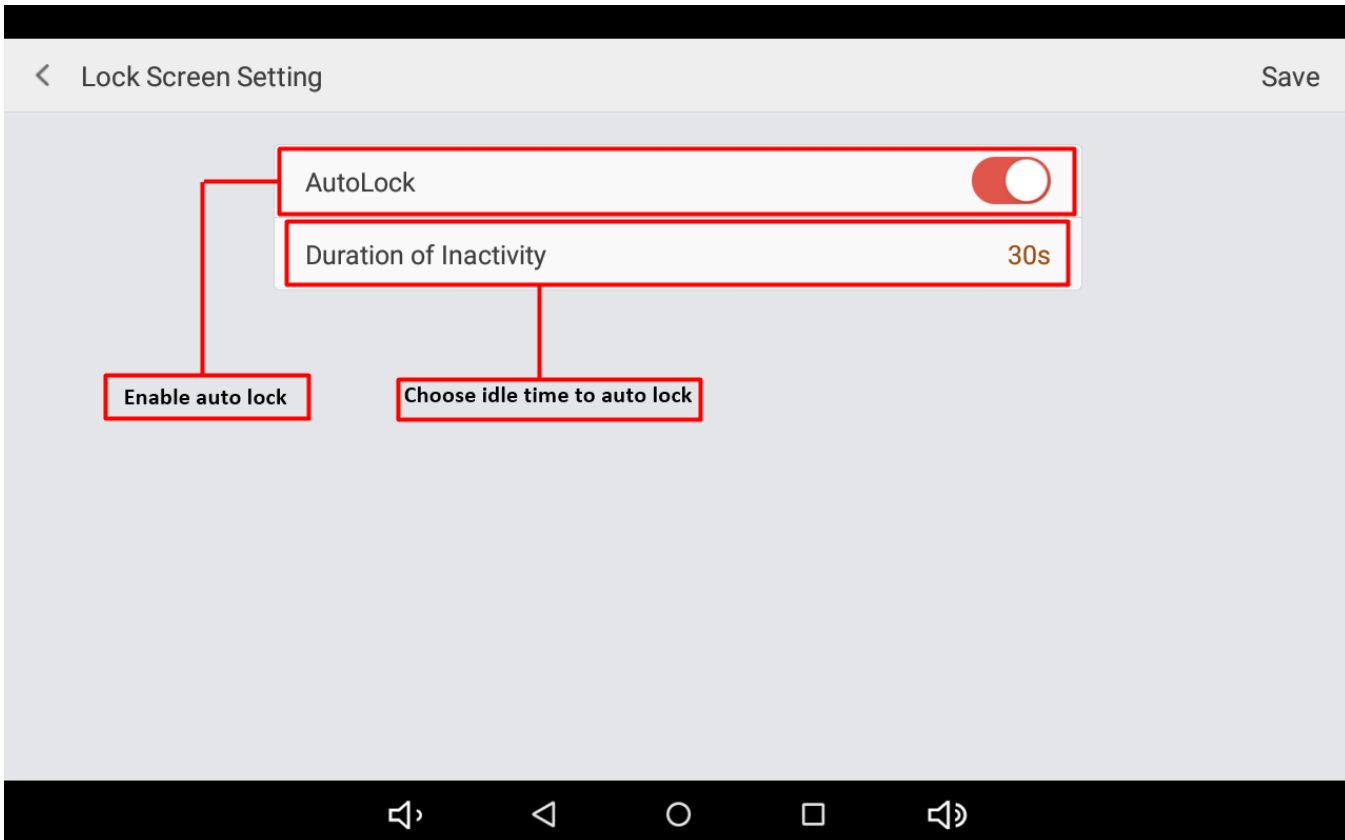 Lock Screen Setting
Save
AutoLock
Duration of Inactivity
30s
Enable auto lock
Choose idle time to auto lock